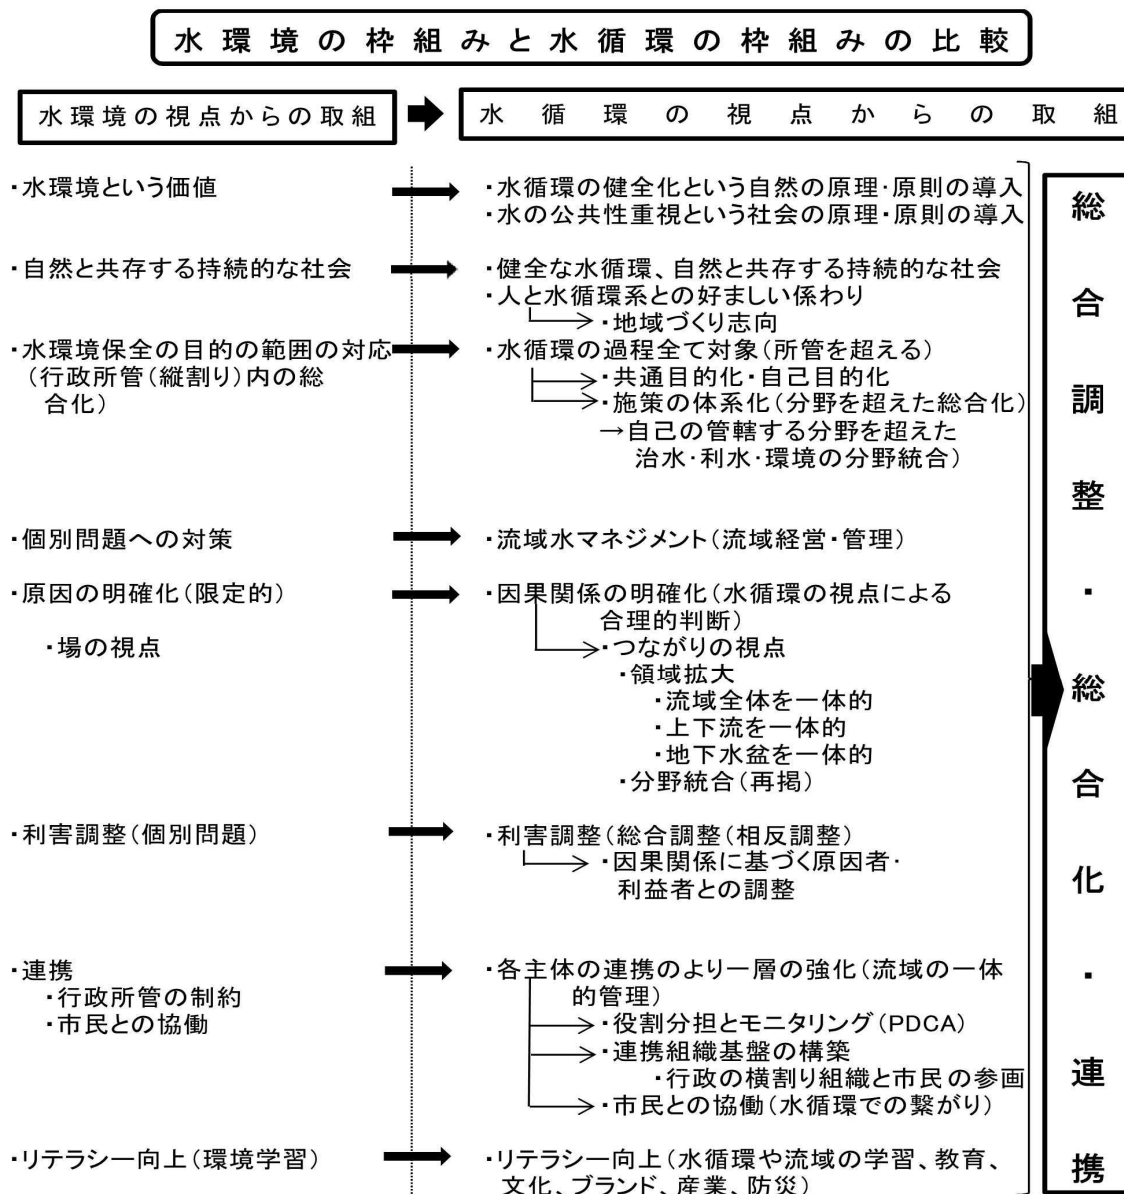 水環境の枠組みと水循環の枠組みの比較
水環境の視点からの取組
水循環の視点からの取組
・水環境という価値
・水循環の健全化という自然の原理・原則の導入
・水の公共性重視という社会の原理・原則の導入
・自然と共存する持続的な社会
・健全な水循環、自然と共存する持続的な社会
・人と水循環系との好ましい係わり
・地域づくり志向
・水環境保全の目的の範囲の対応
(行政所管(縦割り)内の総
合化)
・水循環の過程全て対象(所管を超える)
・共通目的化・自己目的化
・施策の体系化(分野を超えた総合化)
→自己の管轄する分野を超えた
治水・利水・環境の分野統合)
・個別問題への対策
・流域水マネジメント(流域経営・管理)
・原因の明確化(限定的)
・場の視点
・因果関係の明確化(水循環の視点による
合理的判断)
・つながりの視点
・領域拡大
・流域全体を一体的
・上下流を一体的
・地下水盆を一体的
・分野統合(再掲)
・利害調整(個別問題)
・利害調整(総合調整(相反調整)
・因果関係に基づく原因者・
利益者との調整
・連携
・行政所管の制約
・市民との協働
・各主体の連携のより一層の強化(流域の一体
的管理)
・役割分担とモニタリング(PDCA)
・連携組織基盤の構築
・行政の横割り組織と市民の参画
・市民との協働(水循環での繋がり)
・リテラシー向上(環境学習)
・リテラシー向上(水循環や流域の学習、教育、
文化、ブランド、産業、防災)
総合調整・総合化・連携